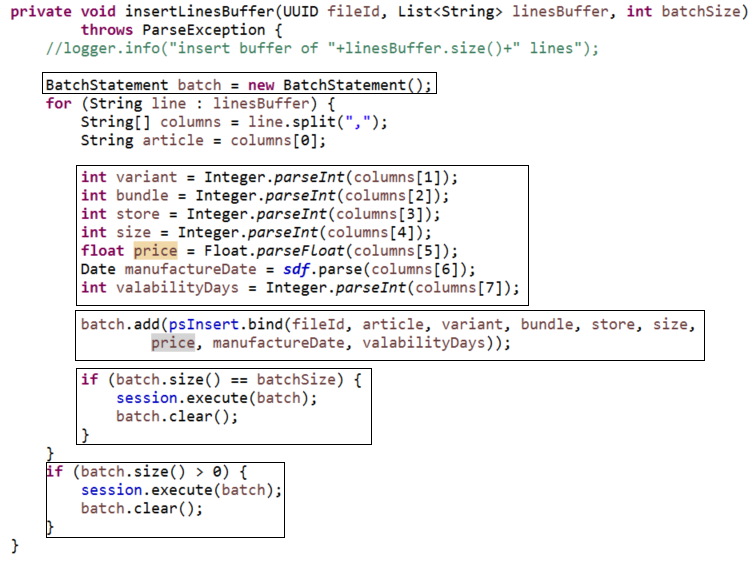 private void insertLinesBuffer(UUID fileId, List<String> linesBuffer, int batchSize)
        throws ParseException {
    //logger.info("insert buffer of "+linesBuffer.size()+" lines");

    BatchStatement batch = new BatchStatement();
    for (String line : linesBuffer) {
        String[] columns = line.split(",");
        String article = columns[0];

        int variant = Integer.parseInt(columns[1]);
        int bundle = Integer.parseInt(columns[2]);
        int store = Integer.parseInt(columns[3]);
        int size = Integer.parseInt(columns[4]);
        float price = Float.parseFloat(columns[5]);
        Date manufactureDate = sdf.parse(columns[6]);
        int valabilityDays = Integer.parseInt(columns[7]);

        batch.add(psInsert.bind(fileId, article, variant, bundle, store, size,
                price, manufactureDate, valabilityDays));

        if (batch.size() == batchSize) {
            session.execute(batch);
            batch.clear();
        }
    }
    if (batch.size() > 0) {
        session.execute(batch);
        batch.clear();
    }
}